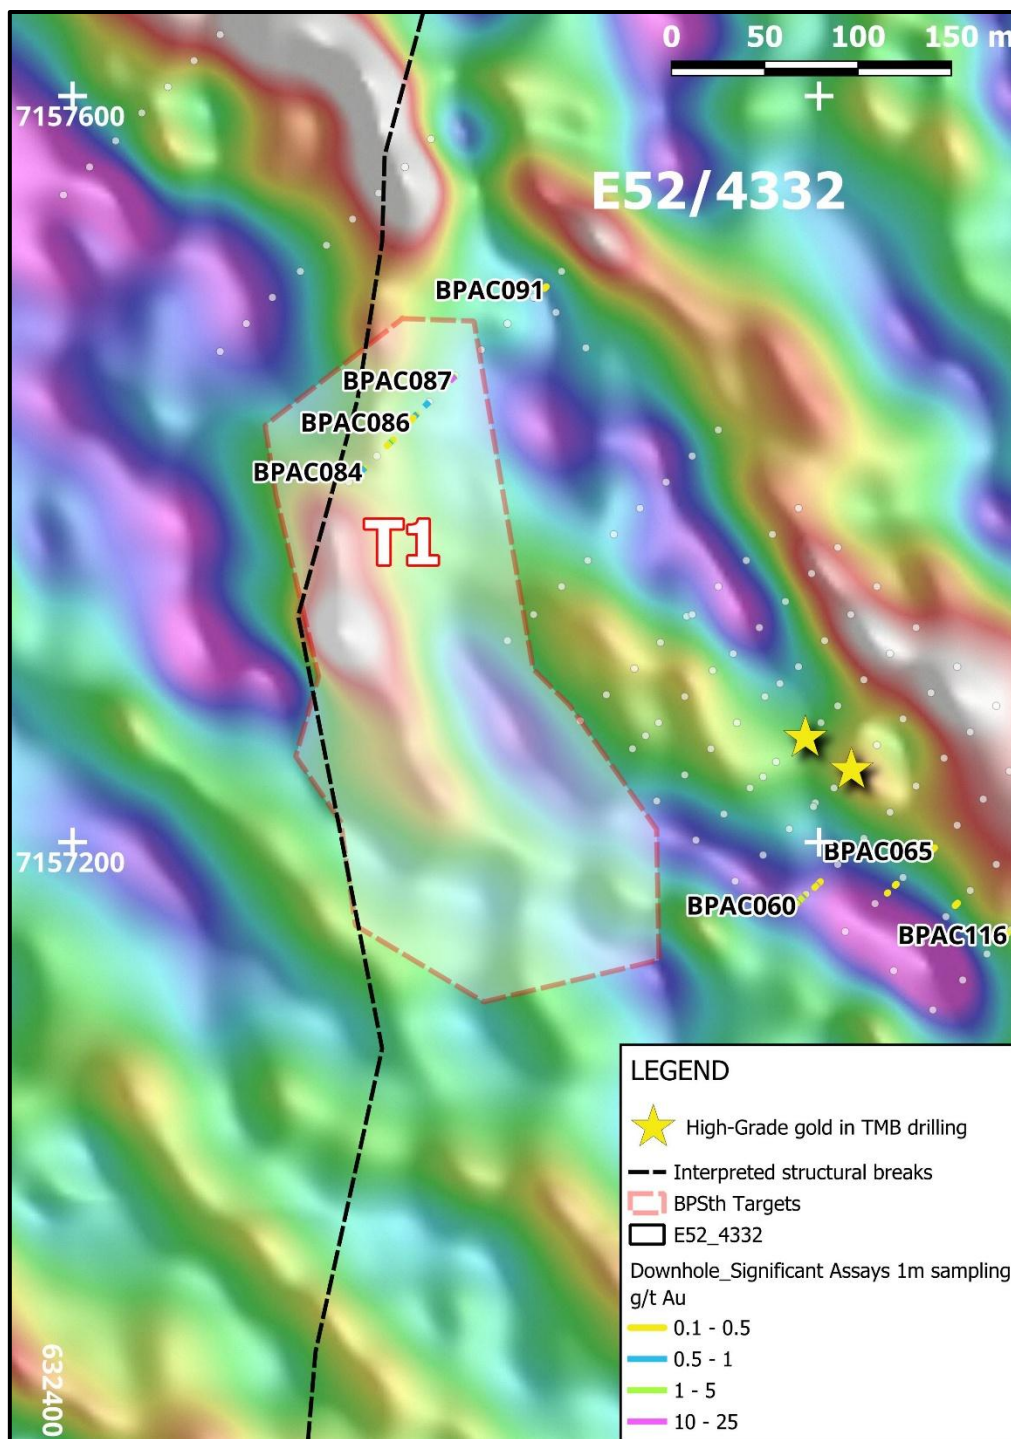 0 50 100 150 m
7157600
E52/4332
BPAC091
BPAC087
BPAC086
BPAC084
T1
7157200
BPAC065
BPAC060
BPAC116
LEGEND
High-Grade gold in TMB drilling
Interpreted structural breaks
BPSth Targets
E52_4332
Downhole_Significant Assays 1m sampling
g/t Au
0.1 - 0.5
0.5 - 1
1 - 5
10 - 25
632400